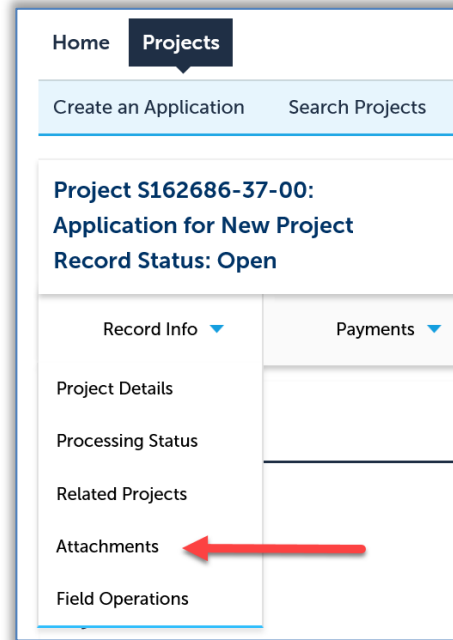 Home Projects
Create an Application Search Projects
Project S162686-37-00:
Application for New Project
Record Status: Open
Record Info Payments
Project Details
Processing Status
Related Projects
Attachments
Field Operations